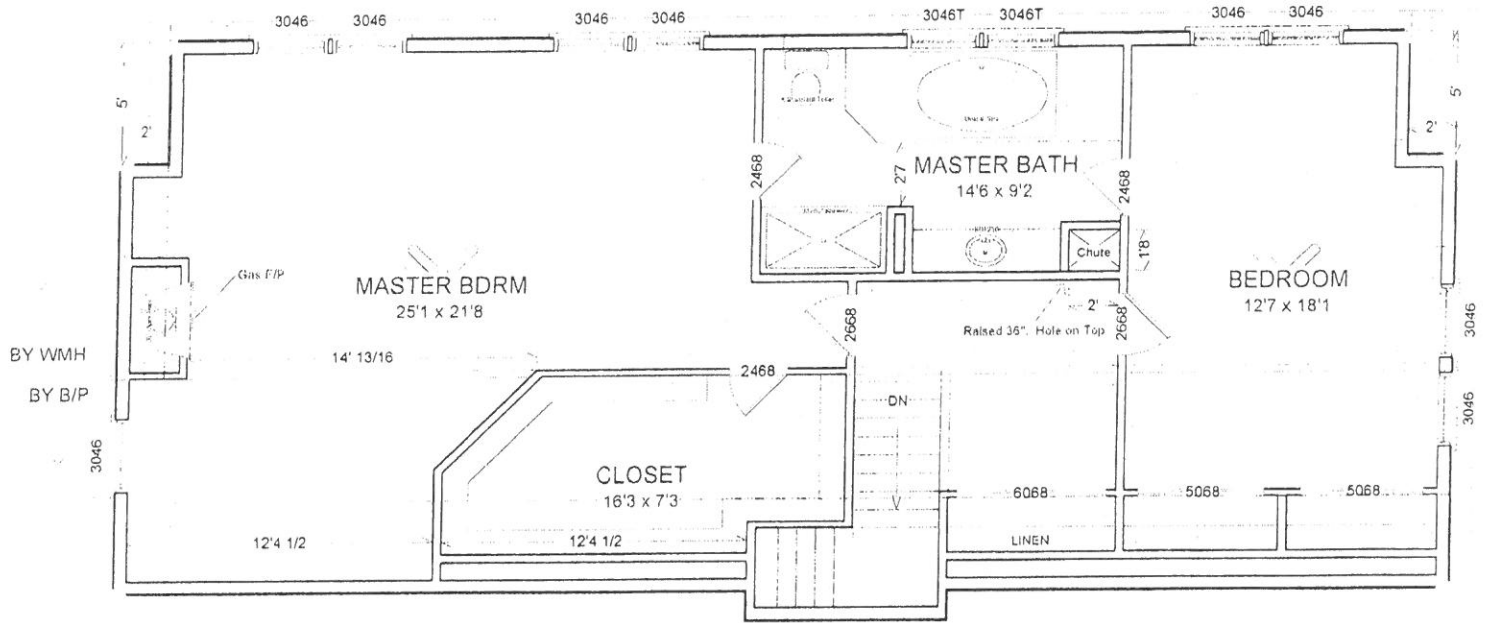 3046 3046 3046 3046 3046T 3046T 3046 3046
5'
2'
5'
2'
2468
2'7
MASTER BATH
14'6 x 9'2
2468
Gas F/P
MASTER BDRM
25'1 x 21'8
Chute
1'8
BEDROOM
12'7 x 18'1
2668
2'
2668
Raised 36". Hole on Top
3046
BY WMH
14' 13/16
BY B/P
2468
DN
3046
3046
CLOSET
16'3 x 7'3
6068
5068
5068
12'4 1/2
12'4 1/2
LINEN